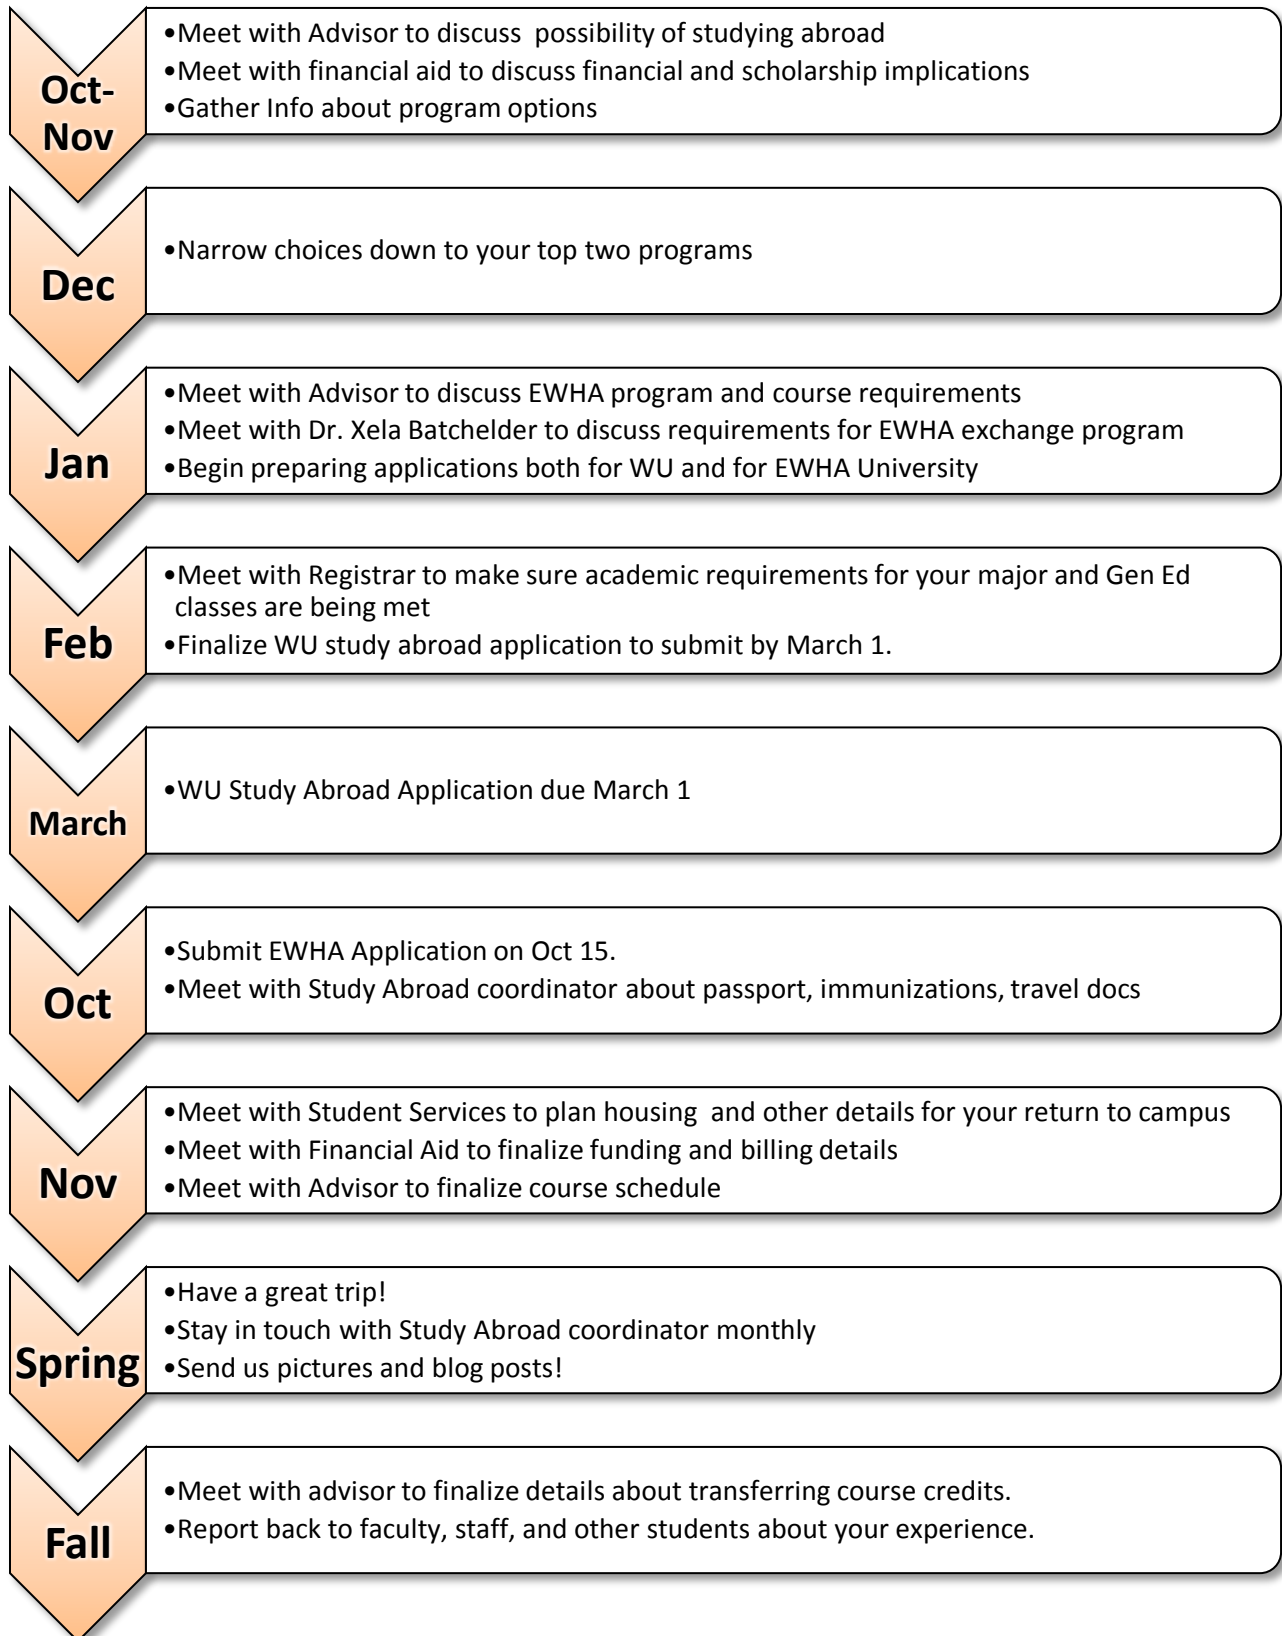 Oct-
Nov
•Meet with Advisor to discuss  possibility of studying abroad
•Meet with financial aid to discuss financial and scholarship implications
•Gather Info about program options
Dec
•Narrow choices down to your top two programs
Jan
•Meet with Advisor to discuss EWHA program and course requirements
•Meet with Dr. Xela Batchelder to discuss requirements for EWHA exchange program
•Begin preparing applications both for WU and for EWHA University
Feb
•Meet with Registrar to make sure academic requirements for your major and Gen Ed
classes are being met
•Finalize WU study abroad application to submit by March 1.
March
•WU Study Abroad Application due March 1
Oct
•Submit EWHA Application on Oct 15.
•Meet with Study Abroad coordinator about passport, immunizations, travel docs
Nov
•Meet with Student Services to plan housing  and other details for your return to campus
•Meet with Financial Aid to finalize funding and billing details
•Meet with Advisor to finalize course schedule
Spring
•Have a great trip!
•Stay in touch with Study Abroad coordinator monthly
•Send us pictures and blog posts!
Fall
•Meet with advisor to finalize details about transferring course credits.
•Report back to faculty, staff, and other students about your experience.